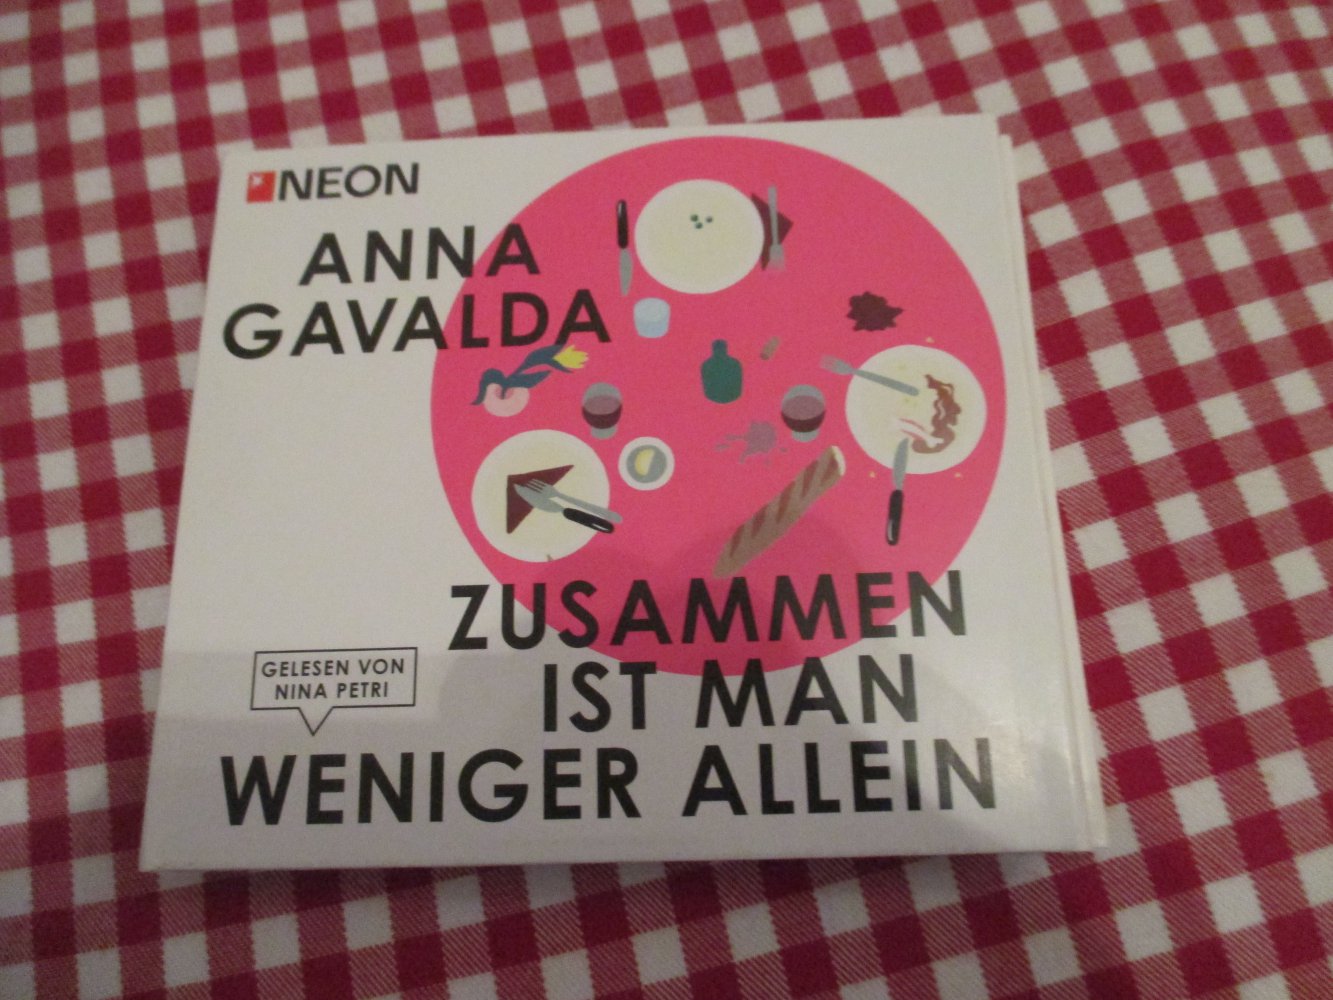 NEON
ANNA
GAVALDA
ZUSAMMEN
IST MAN
WENIGER ALLEIN
GELESEN VON
NINA PETRI